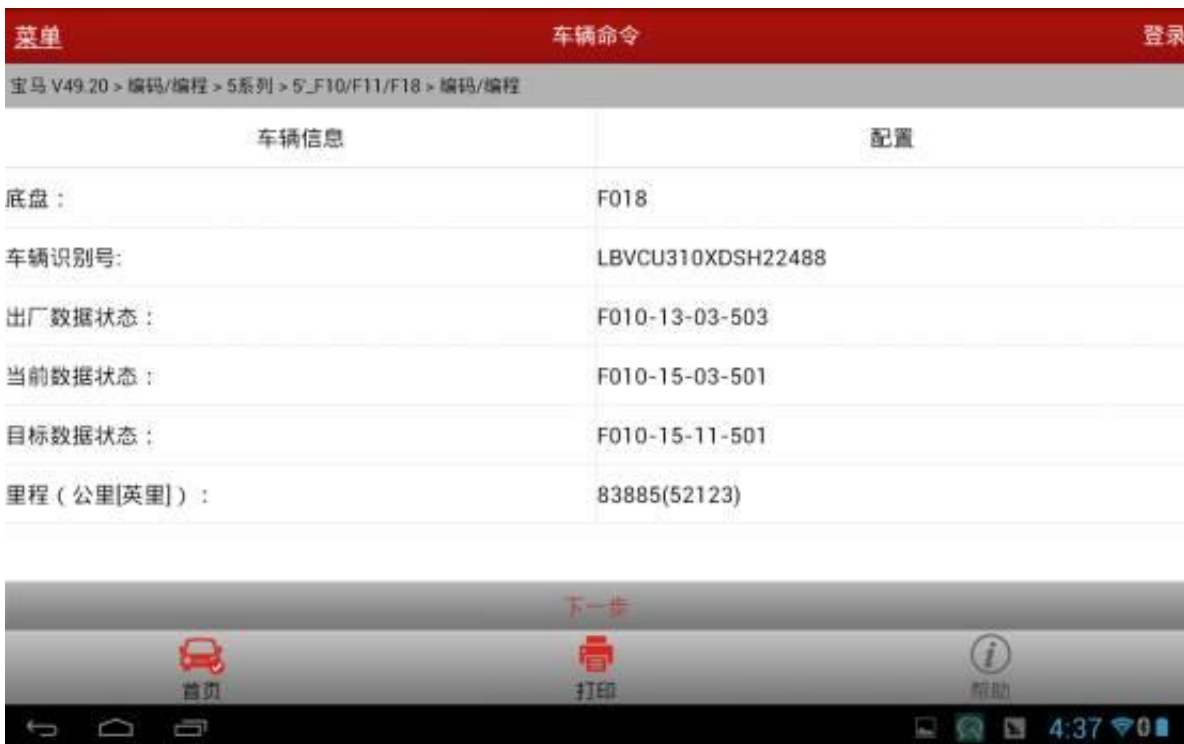 菜单 车辆命令 登录
宝马 V49.20 > 编码/编程 > 5系列 > 5'_F10/F11/F18 > 编码/编程
车辆信息 配置
底盘： F018
车辆识别号: LBVCU310XDSH22488
出厂数据状态： F010-13-03-503
当前数据状态： F010-15-03-501
目标数据状态： F010-15-11-501
里程（公里[英里]）： 83885(52123)
下一步
首页 打印 帮助
4:37